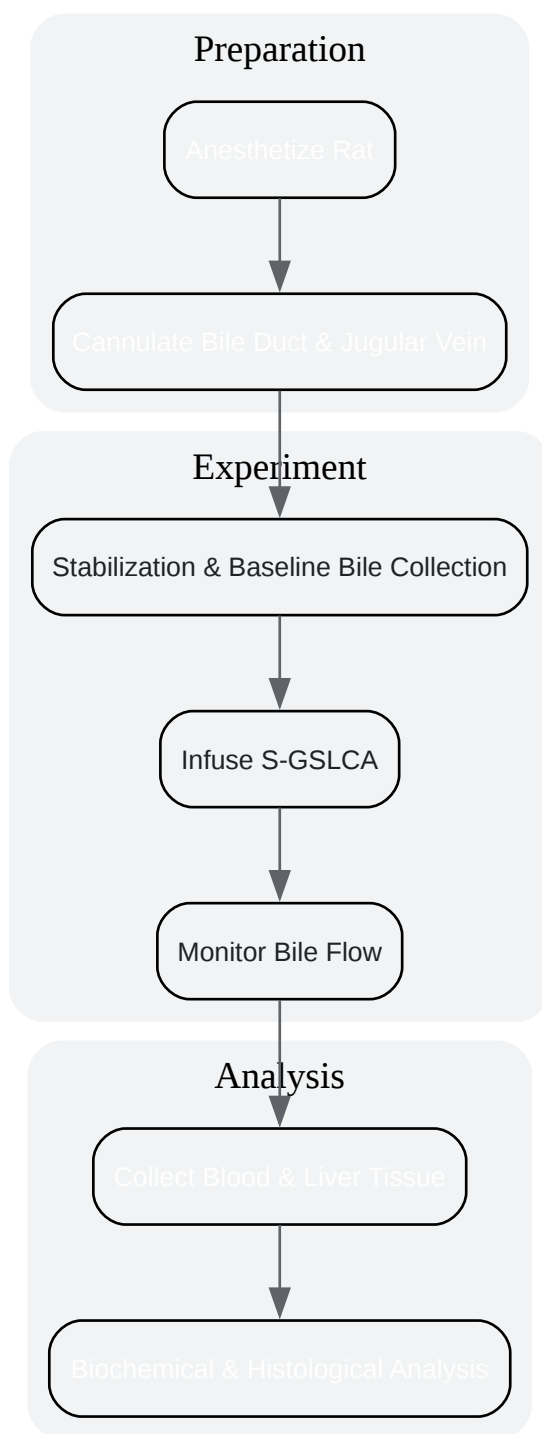 Preparation
Anesthetize Rat
Cannulate Bile Duct & Jugular Vein
Experiment
Stabilization & Baseline Bile Collection
Infuse S-GSLCA
Monitor Bile Flow
Analysis
Collect Blood & Liver Tissue
Biochemical & Histological Analysis